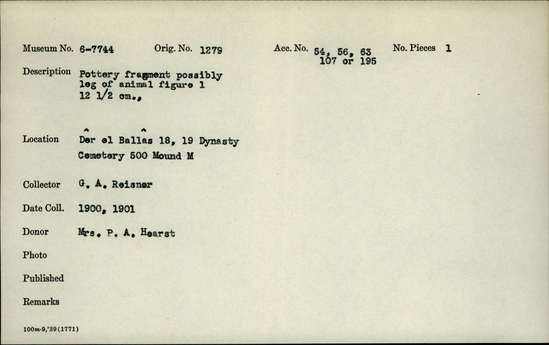 Museum No. 6-7744 Orig. No. 1279 Acc. No. 54, 56, 63 No. Pieces 1
107 or 195
Description Pottery fragment possibly
leg of animal figure l
12 1/2 cm.,
Location Dêr el Ballâs 18, 19 Dynasty
Cemetery 500 Mound M
Collector G. A. Reisner
Date Coll. 1900, 1901
Donor Mrs. P. A. Hearst
Photo
Published
Remarks
100m-9,'39(1771)